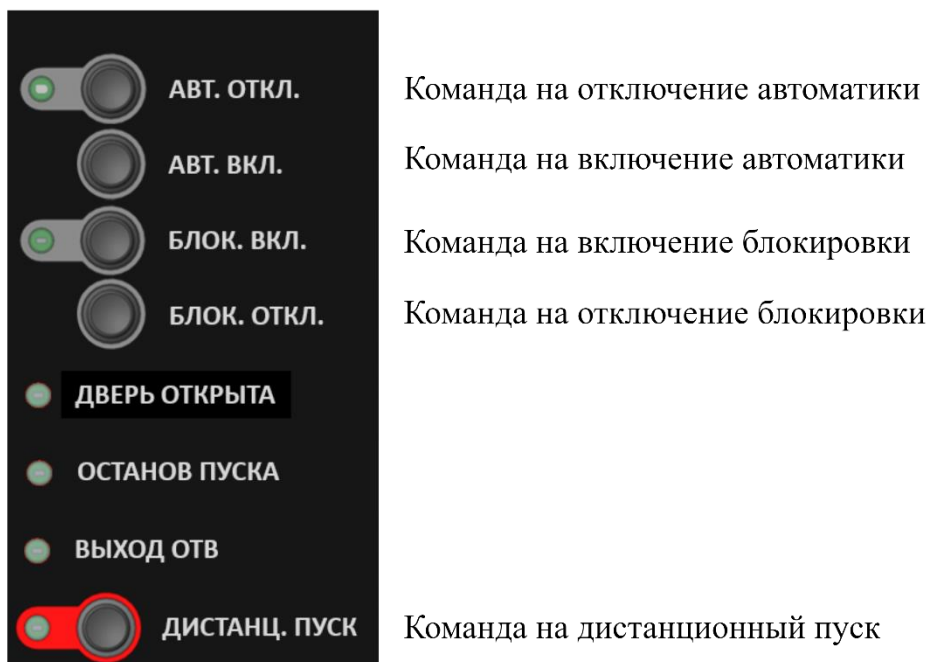 АВТ. ОТКЛ. Команда на отключение автоматики
АВТ. ВКЛ. Команда на включение автоматики
БЛОК. ВКЛ. Команда на включение блокировки
БЛОК. ОТКЛ. Команда на отключение блокировки
ДВЕРЬ ОТКРЫТА
ОСТАНОВ ПУСКА
ВЫХОД ОТВ
ДИСТАНЦ. ПУСК Команда на дистанционный пуск